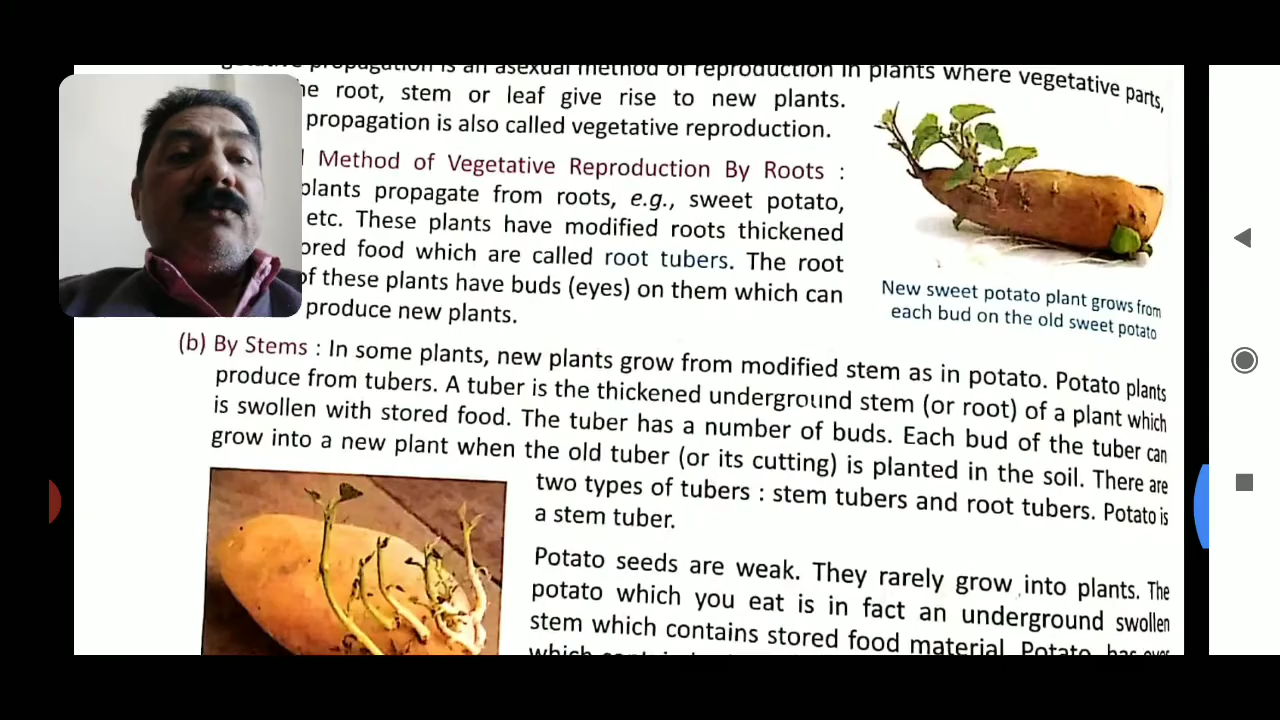 propagation is an asexual method of reproduction in plants where vegetative parts,
root, stem or leaf give rise to new plants.
propagation is also called vegetative reproduction.
Method of Vegetative Reproduction By Roots :
plants propagate from roots, e.g., sweet potato,
etc. These plants have modified roots thickened
food which are called root tubers. The root
of these plants have buds (eyes) on them which can
produce new plants.
New sweet potato plant grows from
each bud on the old sweet potato
(b) By Stems : In some plants, new plants grow from modified stem as in potato. Potato plants
produce from tubers. A tuber is the thickened underground stem (or root) of a plant which
is swollen with stored food. The tuber has a number of buds. Each bud of the tuber can
grow into a new plant when the old tuber (or its cutting) is planted in the soil. There are
two types of tubers : stem tubers and root tubers. Potato is
a stem tuber.
Potato seeds are weak. They rarely grow into plants. The
potato which you eat is in fact an underground swollen
stem which contains stored food material. Potato has